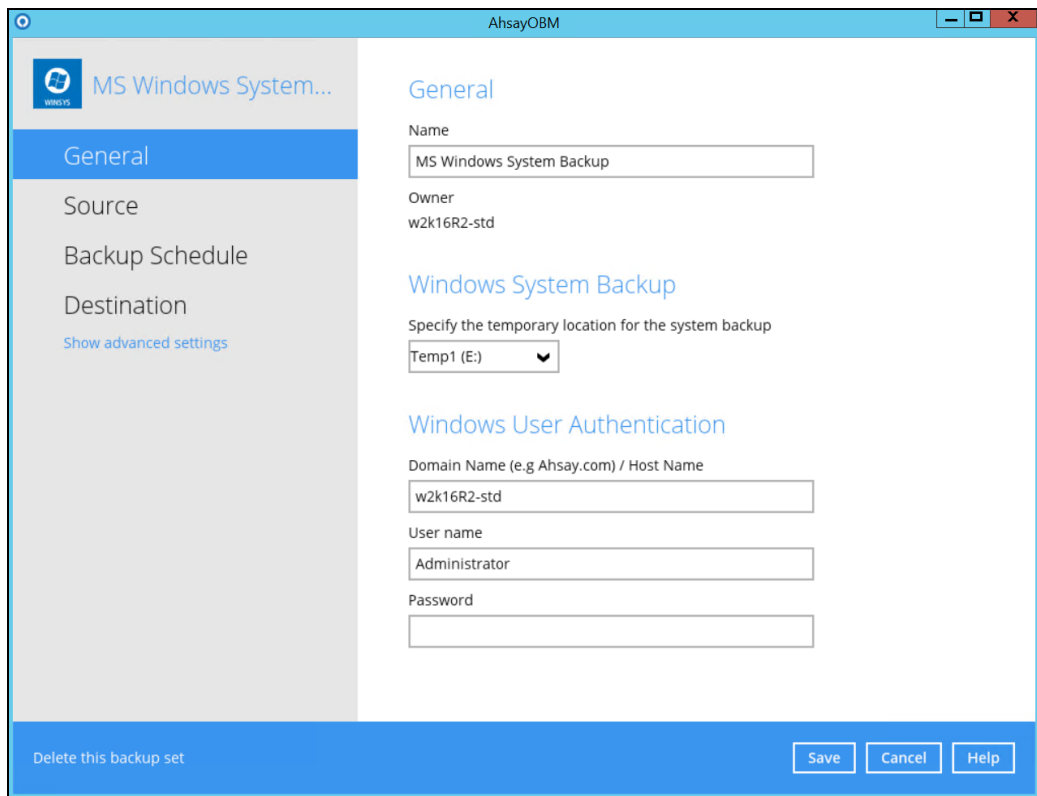 AhsayOBM
WINSYS
MS Windows System...
General
Source
Backup Schedule
Destination
Show advanced settings
General
Name
MS Windows System Backup
Owner
w2k16R2-std
Windows System Backup
Specify the temporary location for the system backup
Temp1 (E:)
Windows User Authentication
Domain Name (e.g Ahsay.com) / Host Name
w2k16R2-std
User name
Administrator
Password
Delete this backup set
Save
Cancel
Help